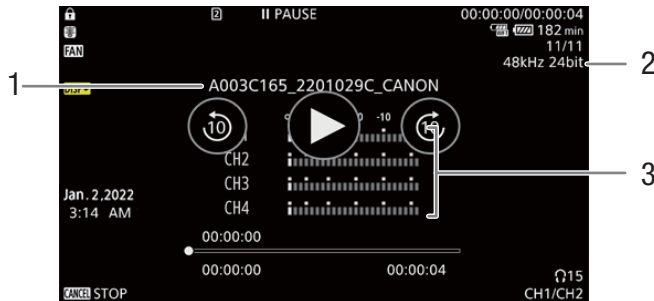 2 II PAUSE 00:00:00/00:00:04
182 min
FAN 11/11
48kHz 24bit 2
1 DISP A003C165_2201029C_CANON
10 -10 10
CH2 3
CH3
Jan. 2,2022
CH4
3:14 AM
00:00:00
00:00:00 00:00:04 15
CANCEL STOP CH1/CH2